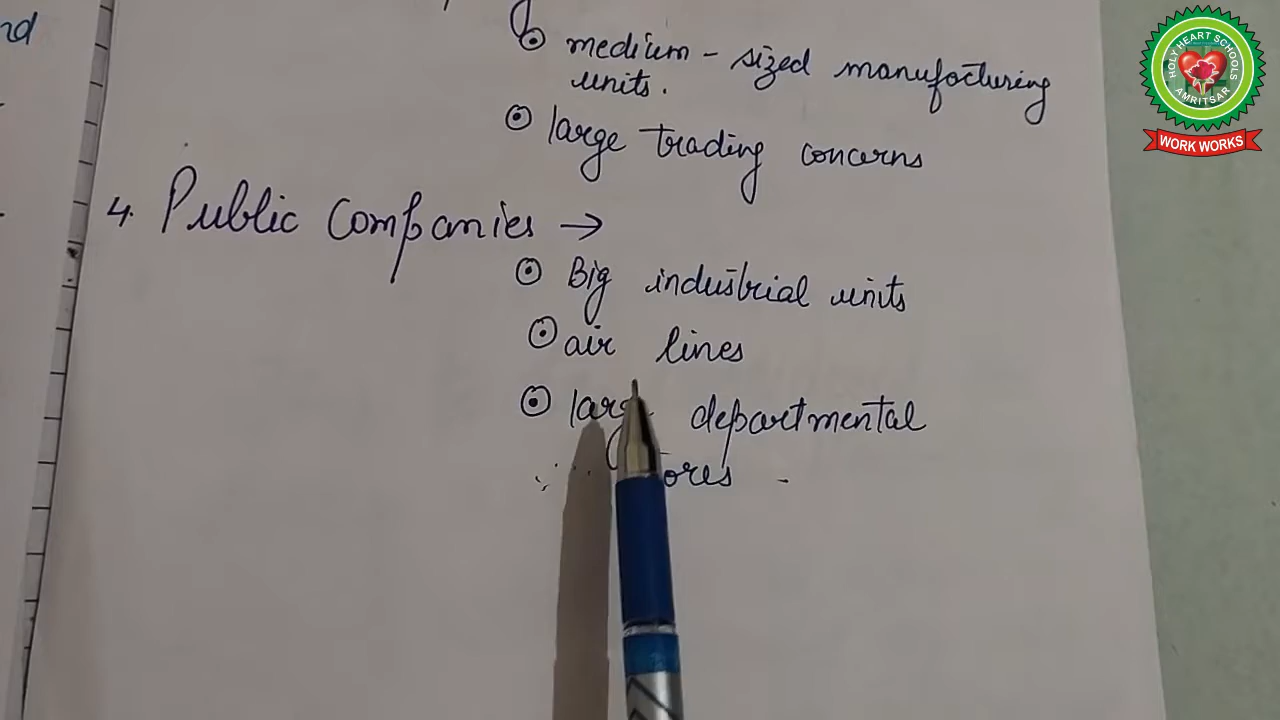 nd
medium - sized manufacturing
units.
large trading concerns
4. Public Companies →
Big industrial units
air lines
large departmental
HOLY HEART SCHOOLS
AMRITSAR
WORK WORKS